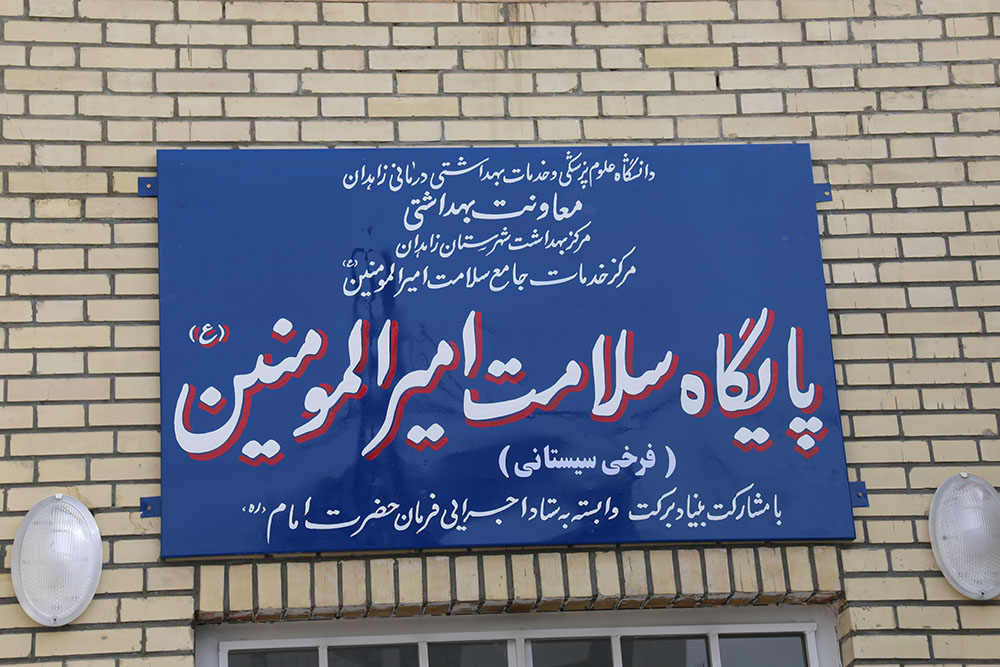 دانشگاه علوم پزشکی و خدمات بهداشتی درمانی زاهدان
معاونت بهداشتی
مرکز بهداشت شهرستان زاهدان
مرکز خدمات جامع سلامت امیرالمومنین (ع)
پایگاه سلامت امیرالمومنین (ع)
( فرخی سیستانی )
با مشارکت بنیاد برکت وابسته به ستاد اجرایی فرمان حضرت امام (ره)